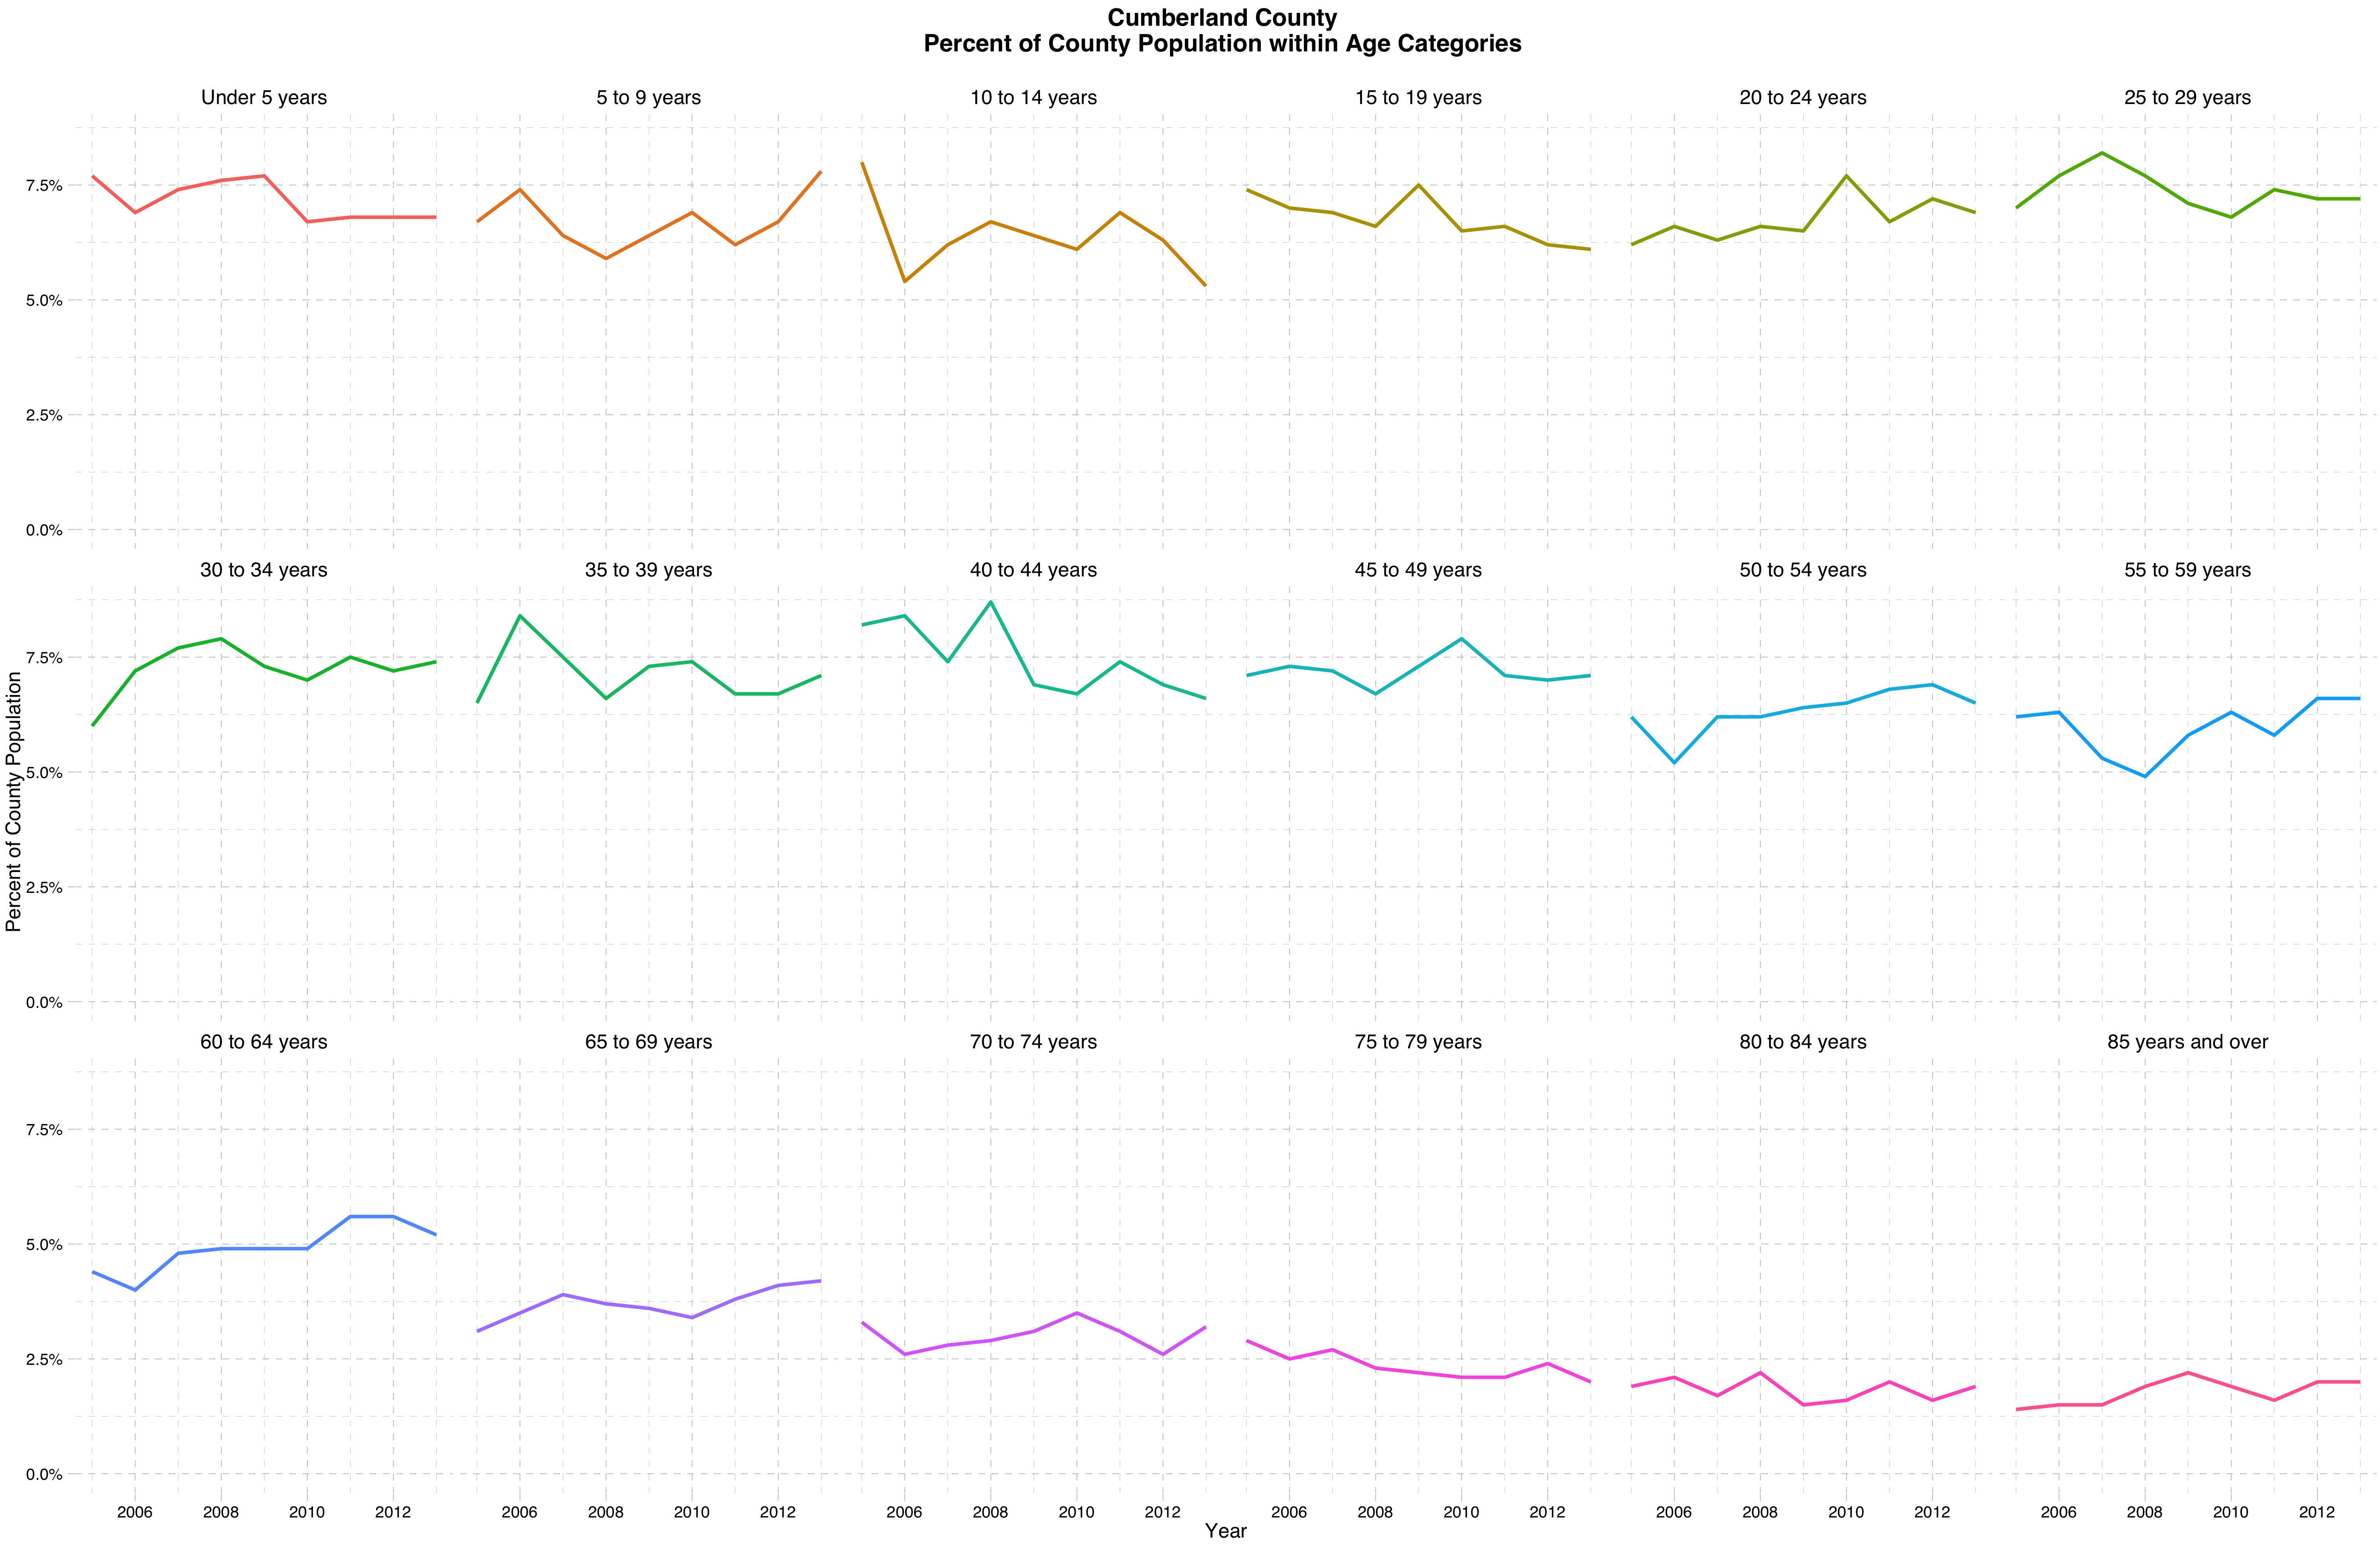 Cumberland County
Percent of County Population within Age Categories
Under 5 years 5 to 9 years 10 to 14 years 15 to 19 years 20 to 24 years 25 to 29 years
7.5%
5.0%
2.5%
0.0%
30 to 34 years 35 to 39 years 40 to 44 years 45 to 49 years 50 to 54 years 55 to 59 years
7.5%
5.0%
2.5%
0.0%
Percent of County Population
60 to 64 years 65 to 69 years 70 to 74 years 75 to 79 years 80 to 84 years 85 years and over
7.5%
5.0%
2.5%
0.0%
2006 2008 2010 2012 2006 2008 2010 2012 2006 2008 2010 2012 2006 2008 2010 2012 2006 2008 2010 2012 2006 2008 2010 2012
Year